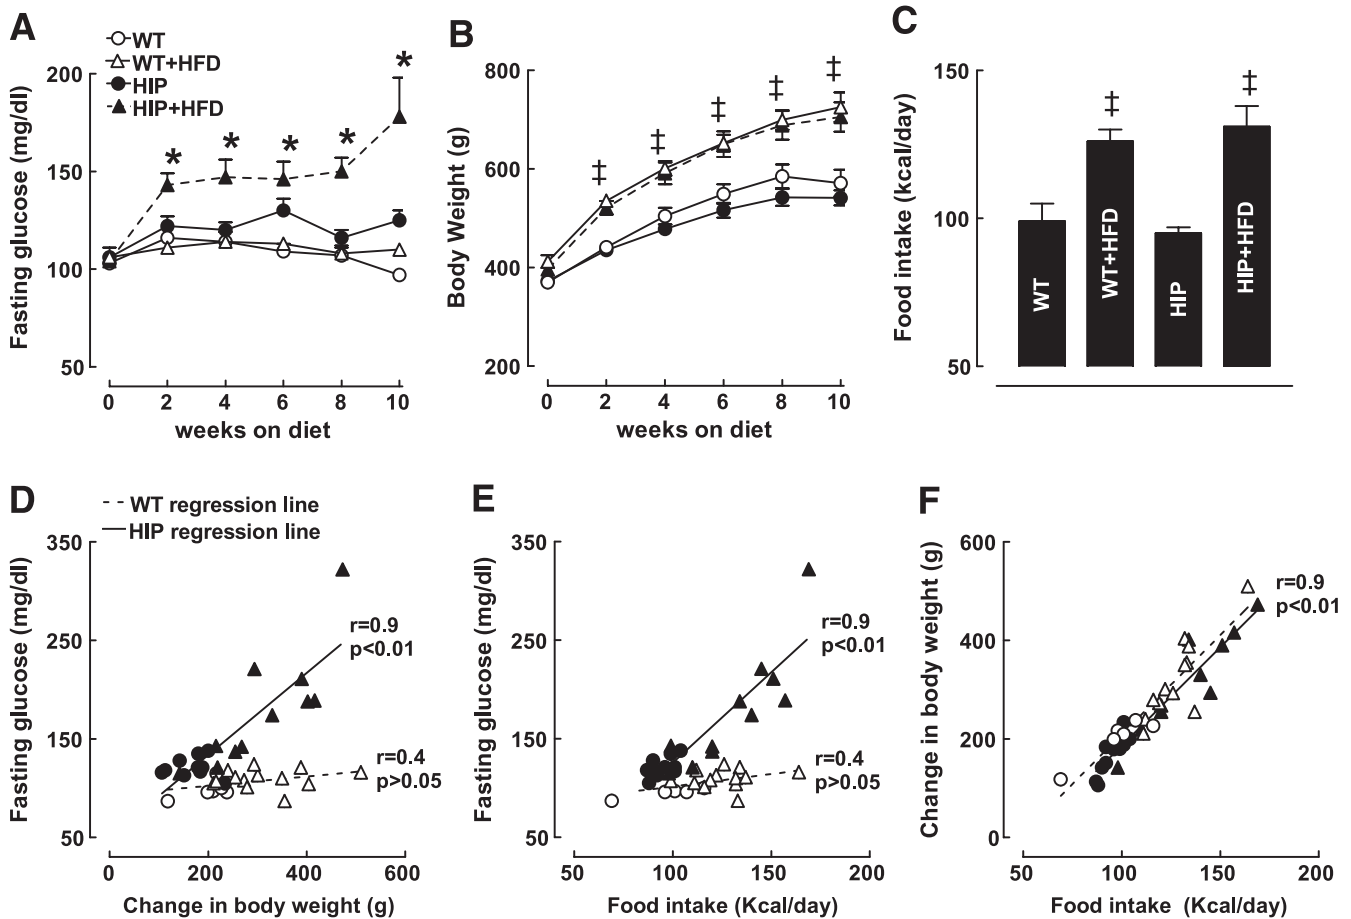 A
WT
WT+HFD
HIP
HIP+HFD
Fasting glucose (mg/dl)
200
150
100
50
* * * * *
0 2 4 6 8 10
weeks on diet
B
Body Weight (g)
800
600
400
200
‡ ‡ ‡ ‡ ‡
0 2 4 6 8 10
weeks on diet
C
Food intake (kcal/day)
150
100
50
‡ ‡
WT
WT+HFD
HIP
HIP+HFD
D
WT regression line
HIP regression line
Fasting glucose (mg/dl)
350
250
150
50
r=0.9
p<0.01
r=0.4
p>0.05
0 200 400 600
Change in body weight (g)
E
Fasting glucose (mg/dl)
350
250
150
50
r=0.9
p<0.01
r=0.4
p>0.05
50 100 150 200
Food intake (Kcal/day)
F
Change in body weight (g)
600
400
200
0
r=0.9
p<0.01
50 100 150 200
Food intake (Kcal/day)